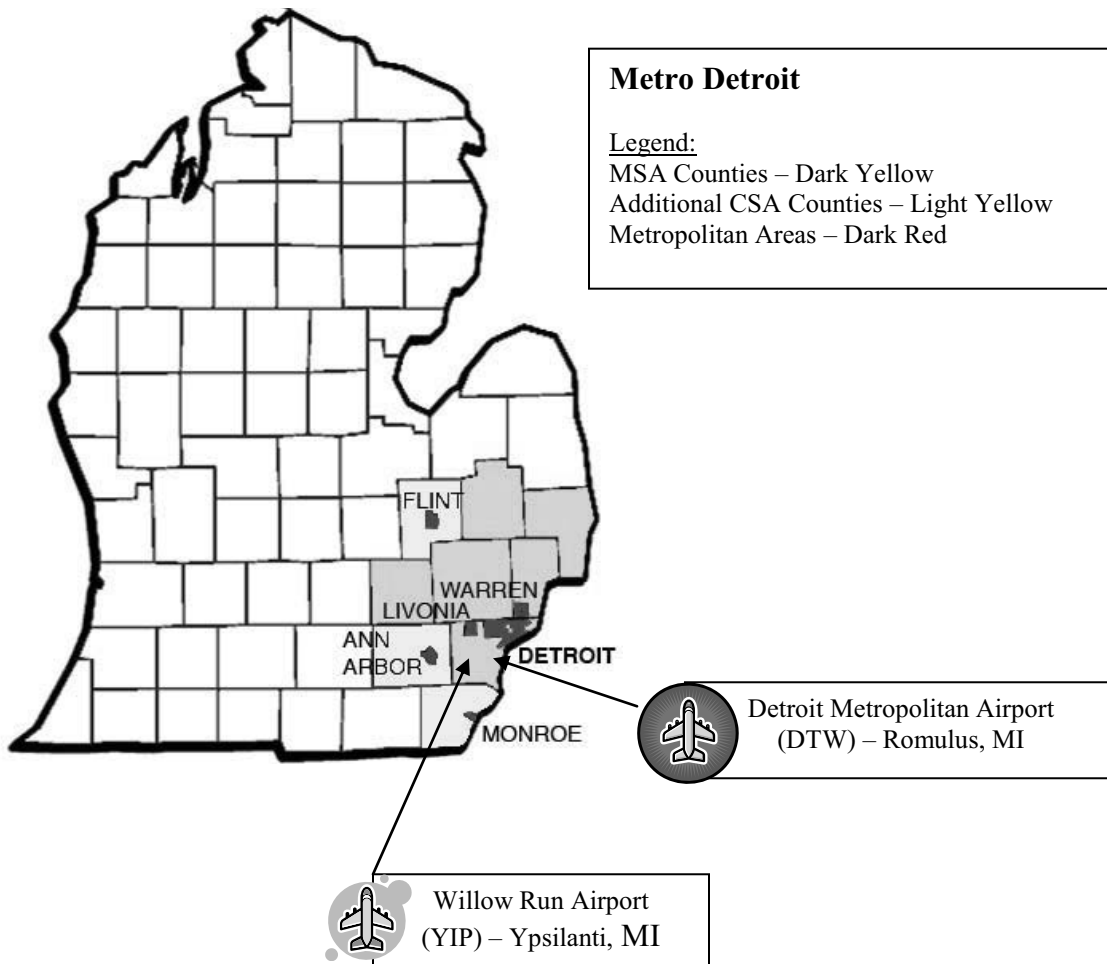 Metro Detroit
Legend:
MSA Counties – Dark Yellow
Additional CSA Counties – Light Yellow
Metropolitan Areas – Dark Red
FLINT
WARREN
LIVONIA
ANN
ARBOR
DETROIT
MONROE
Detroit Metropolitan Airport
(DTW) – Romulus, MI
Willow Run Airport
(YIP) – Ypsilanti, MI